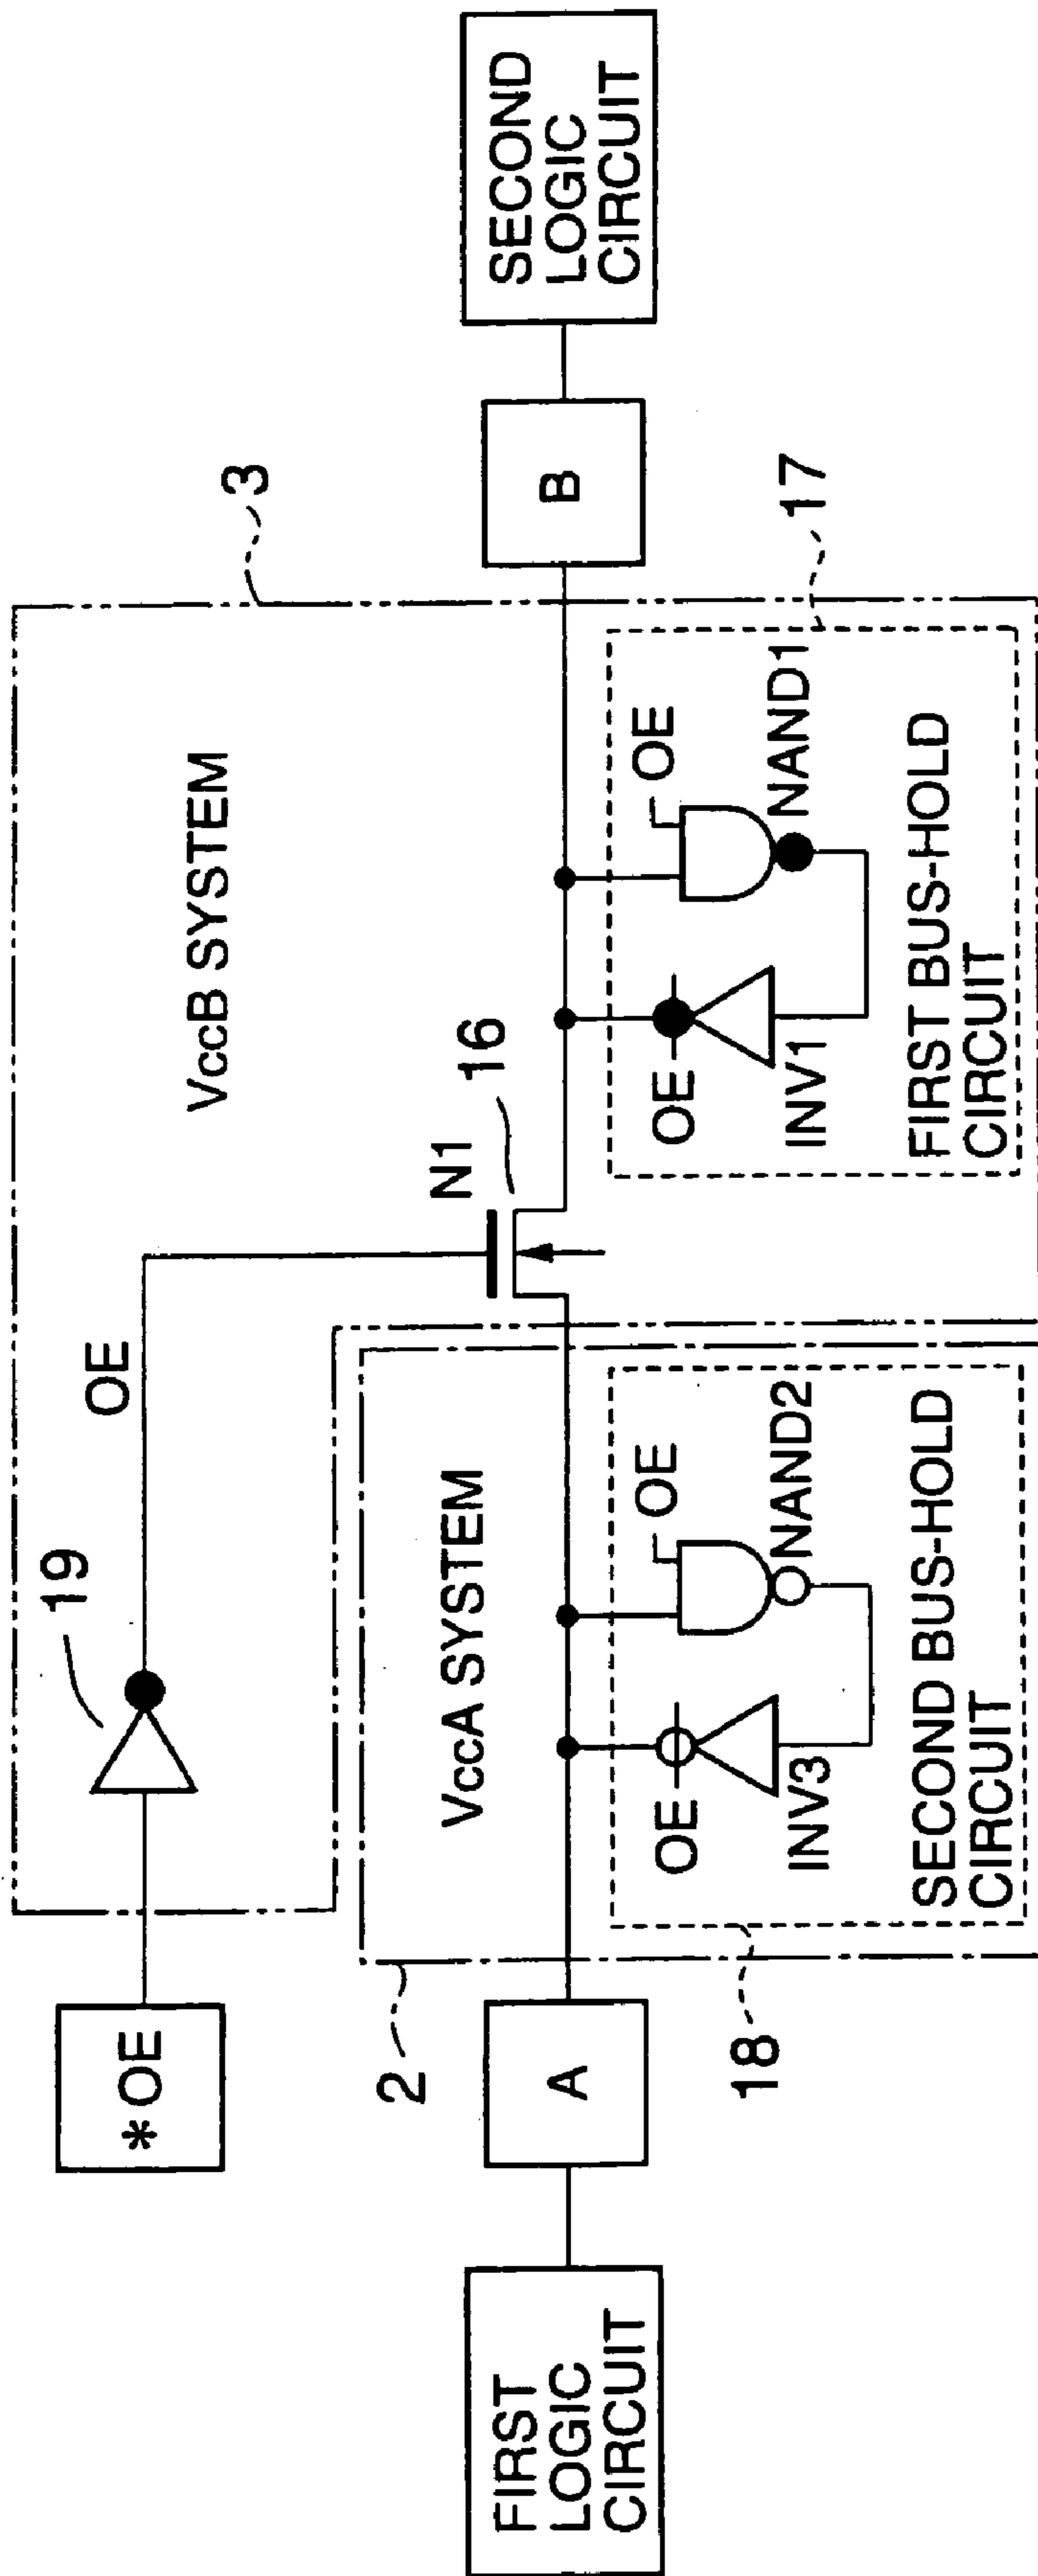 *OE
19
OE
VccB SYSTEM
3
FIRST
LOGIC
CIRCUIT
A
2
VccA SYSTEM
N1
16
B
SECOND
LOGIC
CIRCUIT
18
OE
INV3
OE
NAND2
SECOND BUS-HOLD
CIRCUIT
OE
INV1
OE
NAND1
17
FIRST BUS-HOLD
CIRCUIT